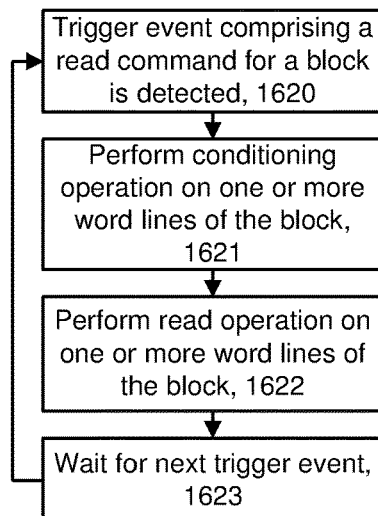 Trigger event comprising a
read command for a block
is detected, 1620
Perform conditioning
operation on one or more
word lines of the block,
1621
Perform read operation on
one or more word lines of
the block, 1622
Wait for next trigger event,
1623